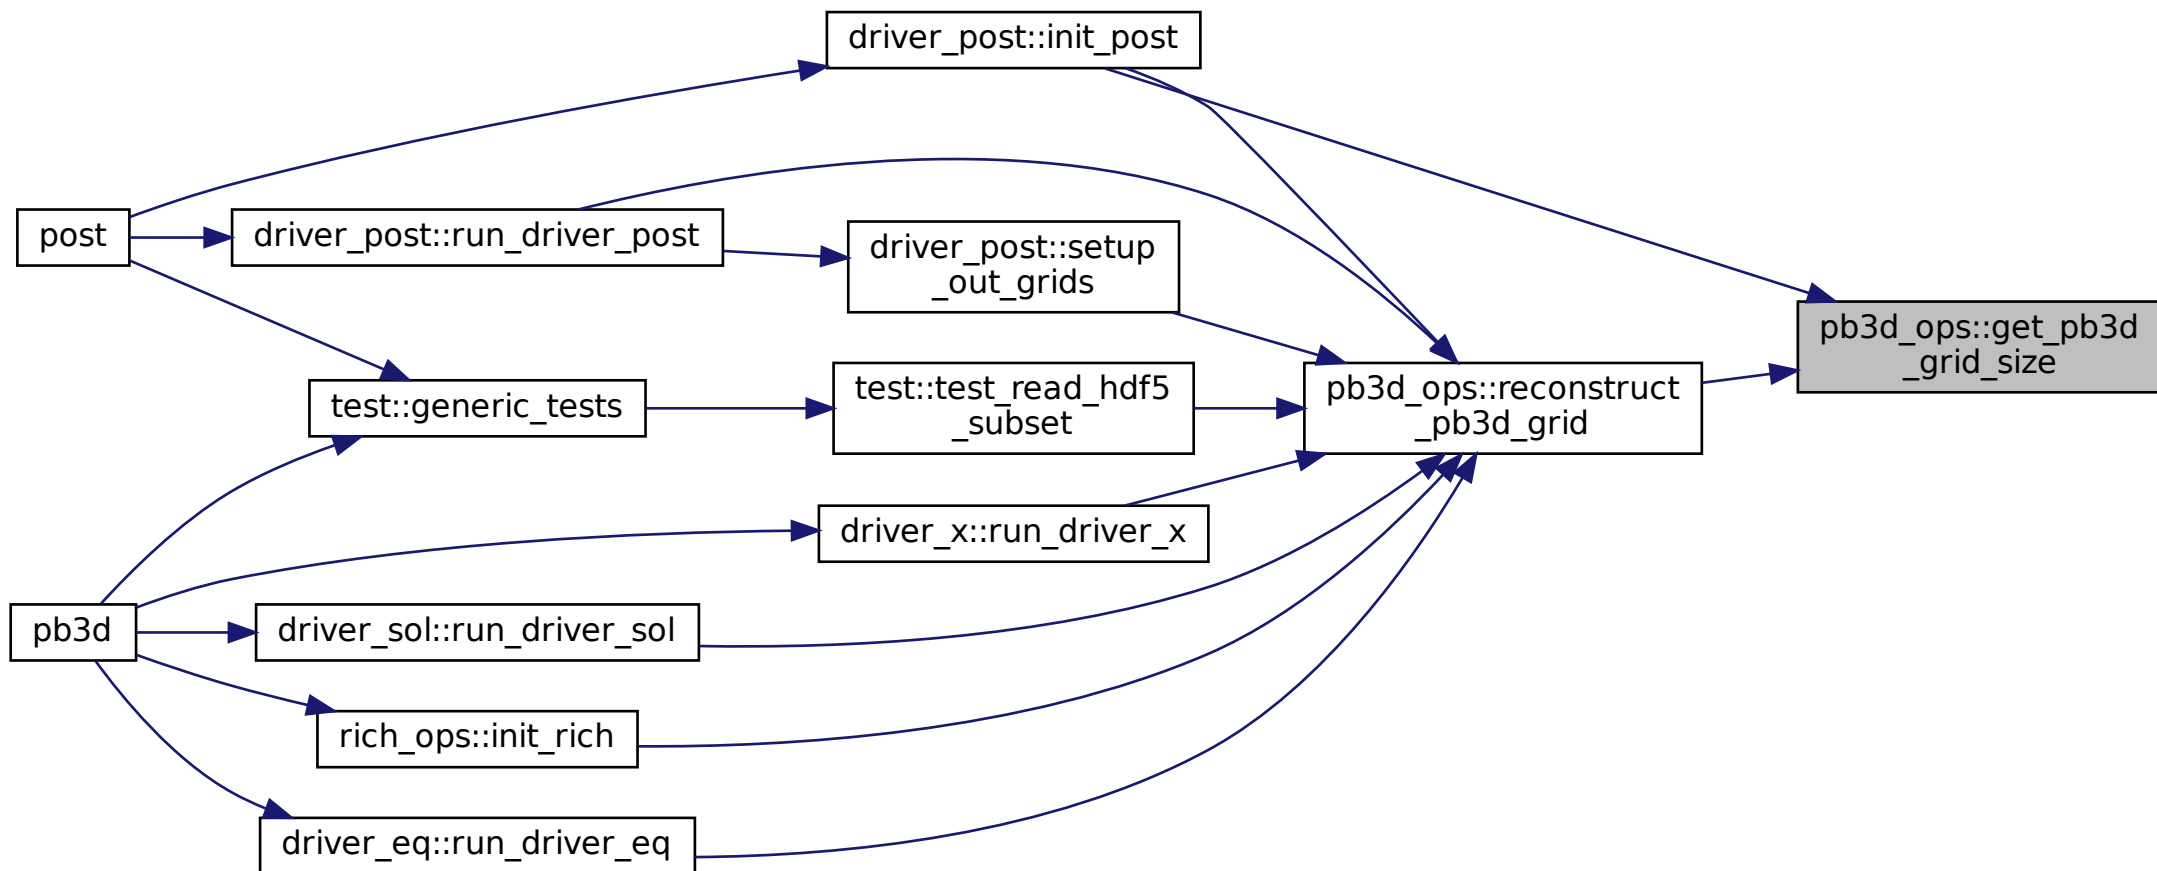 driver_post::init_post
post
driver_post::run_driver_post
driver_post::setup
_out_grids
pb3d_ops::get_pb3d
_grid_size
test::generic_tests
test::test_read_hdf5
_subset
pb3d_ops::reconstruct
_pb3d_grid
driver_x::run_driver_x
pb3d
driver_sol::run_driver_sol
rich_ops::init_rich
driver_eq::run_driver_eq